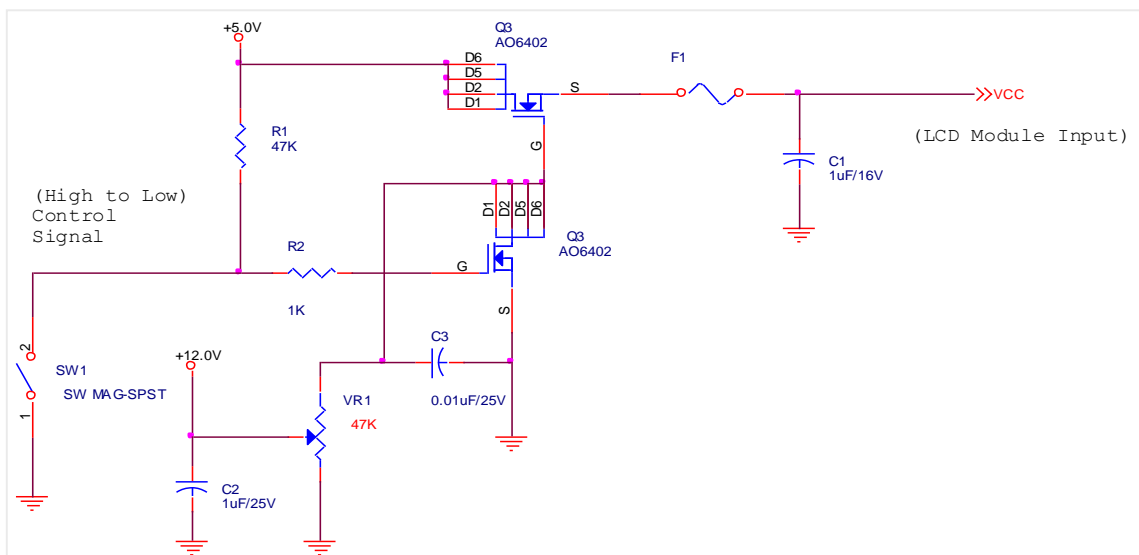 +5.0V
Q3
AO6402
D6
D5
D2
D1
S
G
F1
VCC
(LCD Module Input)
R1
47K
C1
1uF/16V
(High to Low)
Control
Signal
D1
D2
D5
D6
Q3
AO6402
R2
1K
G
S
+12.0V
C3
0.01uF/25V
2
SW1
SW MAG-SPST
1
VR1
47K
C2
1uF/25V